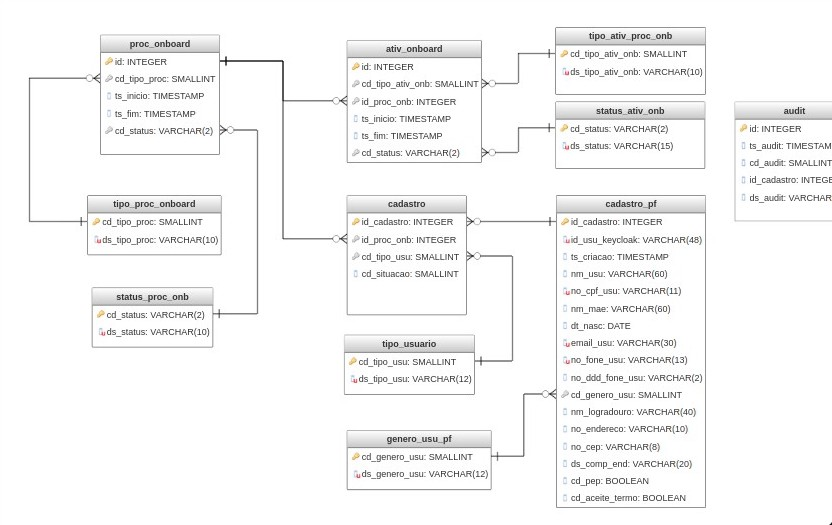 proc_onboard
id: INTEGER
cd_tipo_proc: SMALLINT
ts_inicio: TIMESTAMP
ts_fim: TIMESTAMP
cd_status: VARCHAR(2)
tipo_proc_onboard
cd_tipo_proc: SMALLINT
ds_tipo_proc: VARCHAR(10)
status_proc_onb
cd_status: VARCHAR(2)
ds_status: VARCHAR(10)
ativ_onboard
id: INTEGER
cd_tipo_ativ_onb: SMALLINT
id_proc_onb: INTEGER
ts_inicio: TIMESTAMP
ts_fim: TIMESTAMP
cd_status: VARCHAR(2)
cadastro
id_cadastro: INTEGER
id_proc_onb: INTEGER
cd_tipo_usu: SMALLINT
cd_situacao: SMALLINT
tipo_usuario
cd_tipo_usu: SMALLINT
ds_tipo_usu: VARCHAR(12)
genero_usu_pf
cd_genero_usu: SMALLINT
ds_genero_usu: VARCHAR(12)
tipo_ativ_proc_onb
cd_tipo_ativ_onb: SMALLINT
ds_tipo_ativ_onb: VARCHAR(10)
status_ativ_onb
cd_status: VARCHAR(2)
ds_status: VARCHAR(15)
cadastro_pf
id_cadastro: INTEGER
id_usu_keycloak: VARCHAR(48)
ts_criacao: TIMESTAMP
nm_usu: VARCHAR(60)
no_cpf_usu: VARCHAR(11)
nm_mae: VARCHAR(60)
dt_nasc: DATE
email_usu: VARCHAR(30)
no_fone_usu: VARCHAR(13)
no_ddd_fone_usu: VARCHAR(2)
cd_genero_usu: SMALLINT
nm_logradouro: VARCHAR(40)
no_endereco: VARCHAR(10)
no_cep: VARCHAR(8)
ds_comp_end: VARCHAR(20)
cd_pep: BOOLEAN
cd_aceite_termo: BOOLEAN
audit
id: INTEGER
ts_audit: TIMESTAM
cd_audit: SMALLINT
id_cadastro: INTEGE
ds_audit: VARCHAR